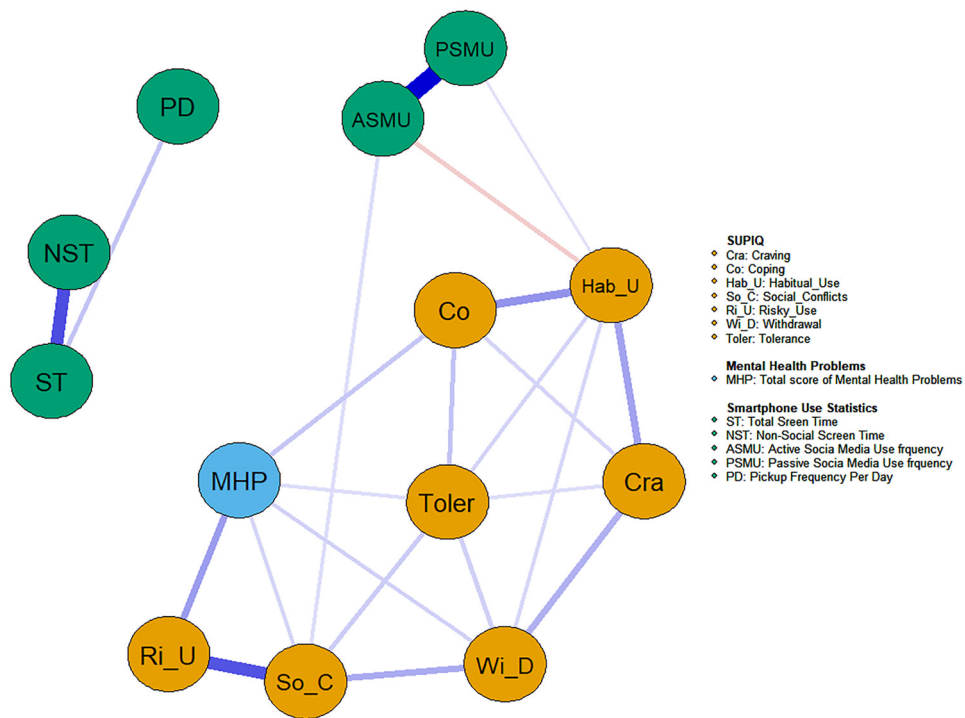 PSMU
PD
ASMU
NST
Hab_U
Co
ST
MHP
Toler
Cra
Ri_U
So_C
Wi_D
SUPIQ
Cra: Craving
Co: Coping
Hab_U: Habitual_Use
So_C: Social_Conflicts
Ri_U: Risky_Use
Wi_D: Withdrawal
Toler: Tolerance
Mental Health Problems
MHP: Total score of Mental Health Problems
Smartphone Use Statistics
ST: Total Sreen Time
NST: Non-Social Screen Time
ASMU: Active Socia Media Use frquency
PSMU: Passive Socia Media Use frquency
PD: Pickup Frequency Per Day